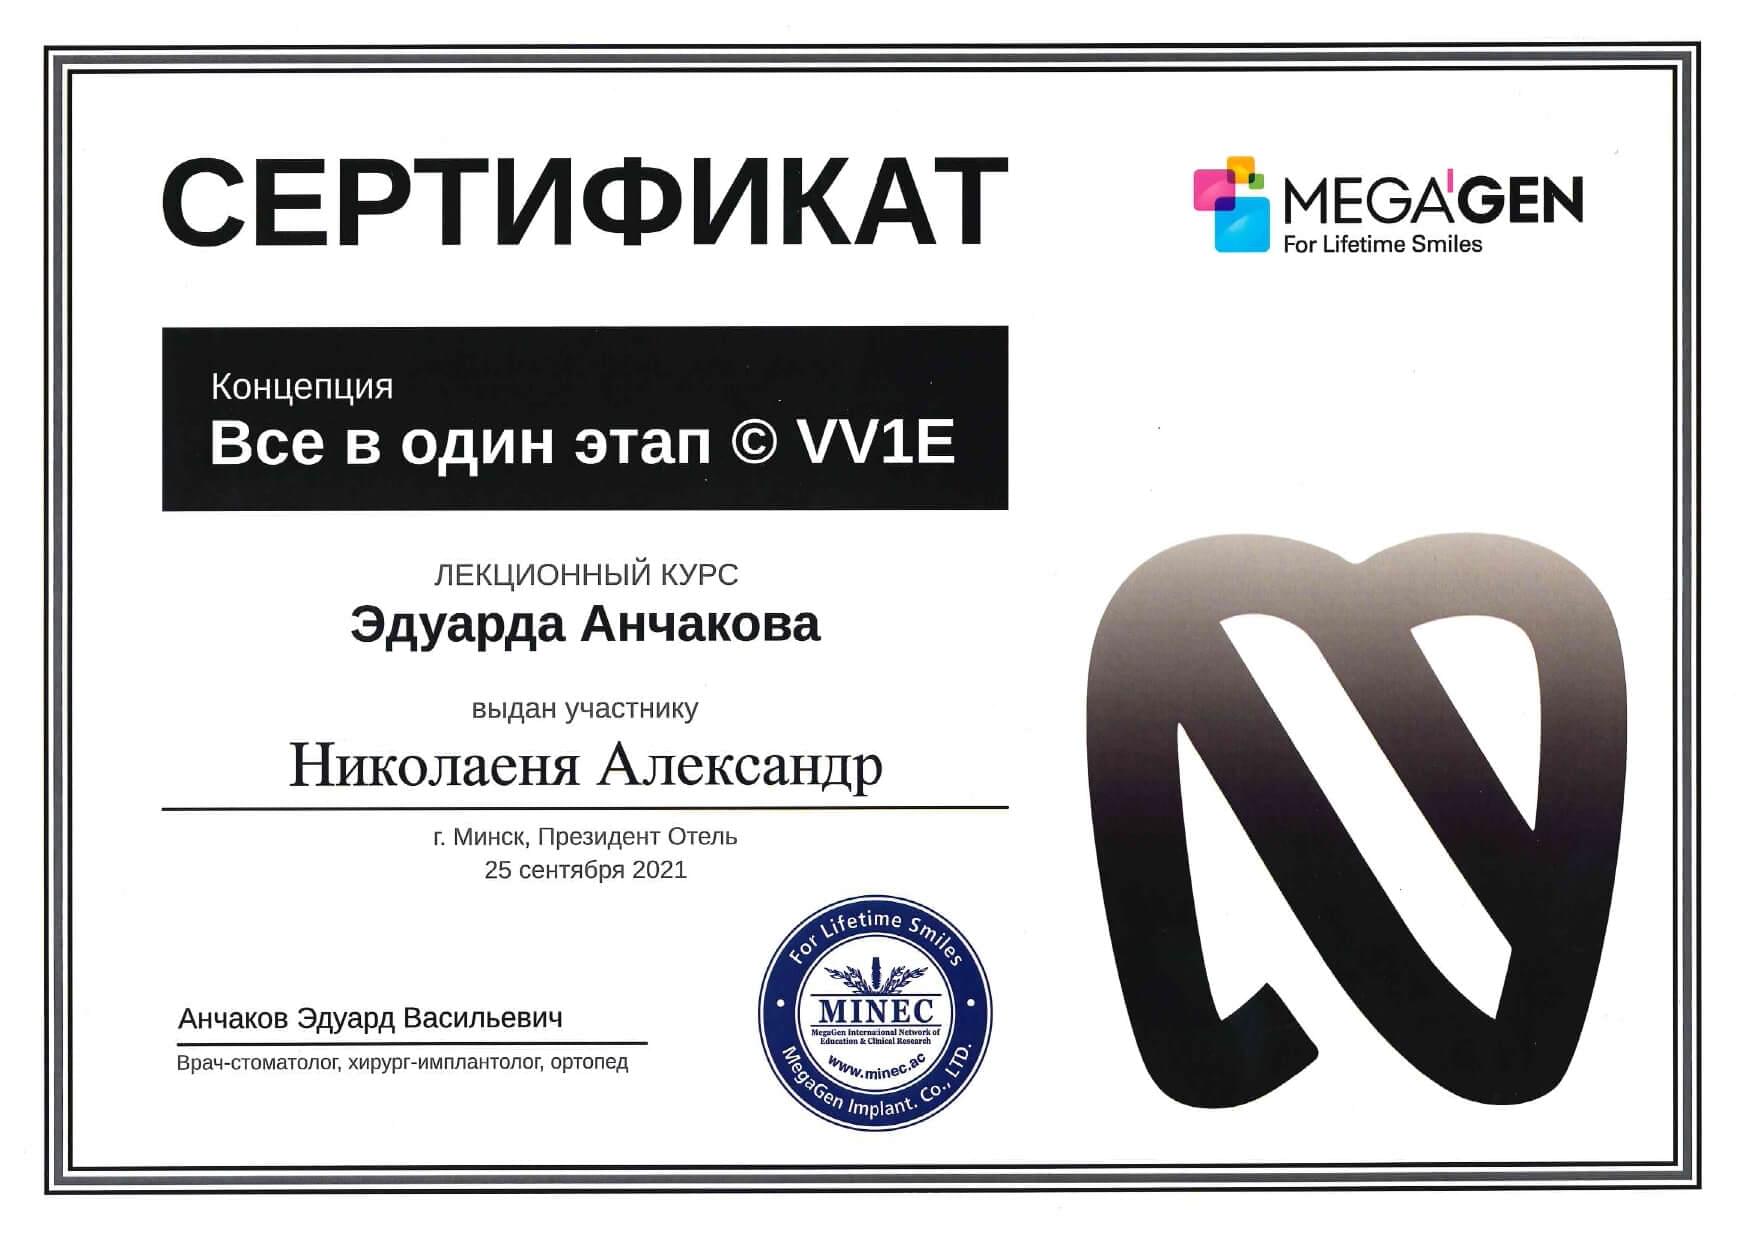 СЕРТИФИКАТ
MEGA'GEN
For Lifetime Smiles
Концепция
Все в один этап © VV1E
ЛЕКЦИОННЫЙ КУРС
Эдуарда Анчакова
выдан участнику
Николаеня Александр
г. Минск, Президент Отель
25 сентября 2021
Анчаков Эдуард Васильевич
Врач-стоматолог, хирург-имплантолог, ортопед
For Lifetime Smiles
MINEC
MegaGen International Network of
Education & Clinical Research
www.minec.ac
MegaGen Implant. Co., LTD.